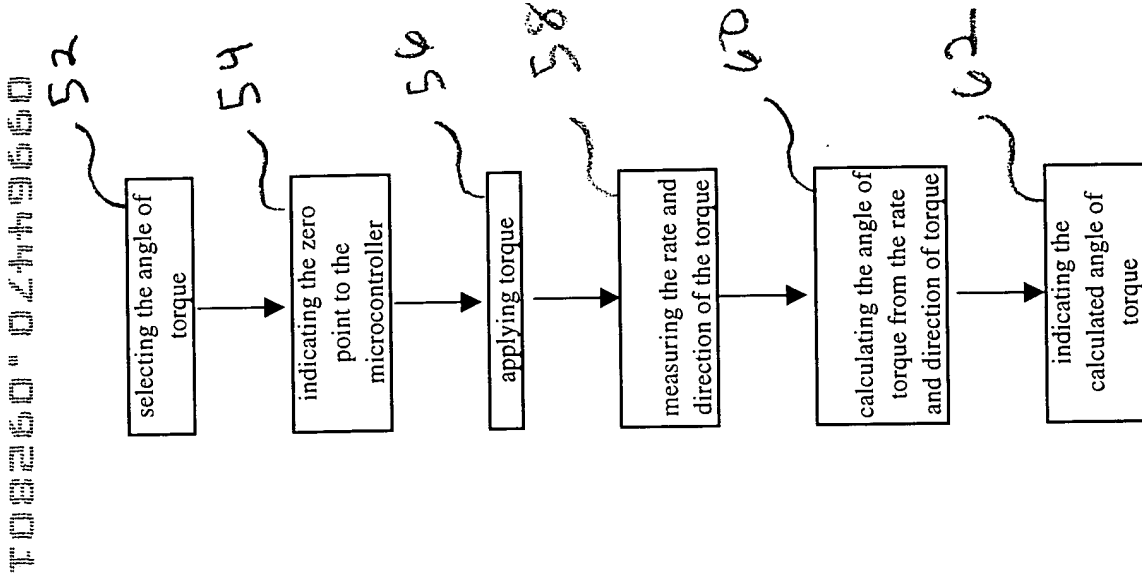 09964470.092801
52
selecting the angle of
torque
54
indicating the zero
point to the
microcontroller
56
applying torque
58
measuring the rate and
direction of the torque
60
calculating the angle of
torque from the rate
and direction of torque
62
indicating the
calculated angle of
torque